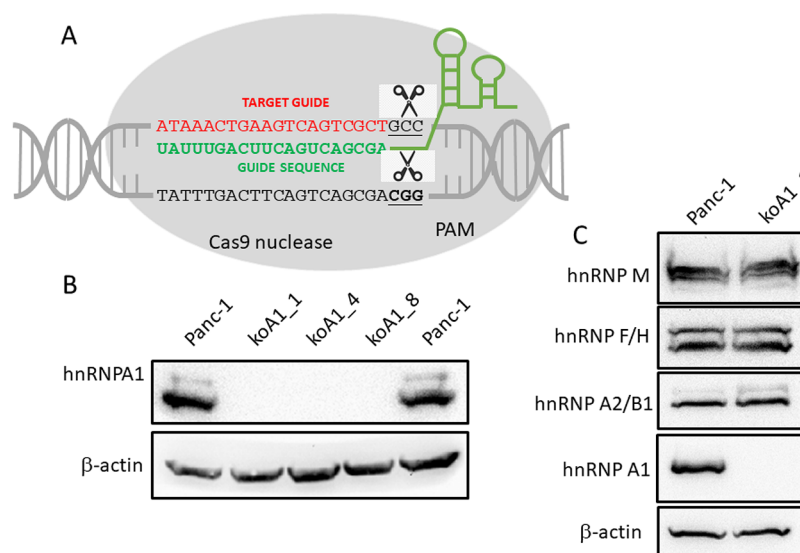 A
TARGET GUIDE
ATAAACTGAAGTCAGTCGCTGCC
UAUUUGACUUCAGUCAGCGA
GUIDE SEQUENCE
TATTTGACTTCAGTCAGCGACGG
Cas9 nuclease
PAM
B
Panc-1 koA1_1 koA1_4 koA1_8 Panc-1
hnRNPA1
β-actin
C
Panc-1
hnRNP M
hnRNP F/H
hnRNP A2/B1
hnRNP A1
β-actin